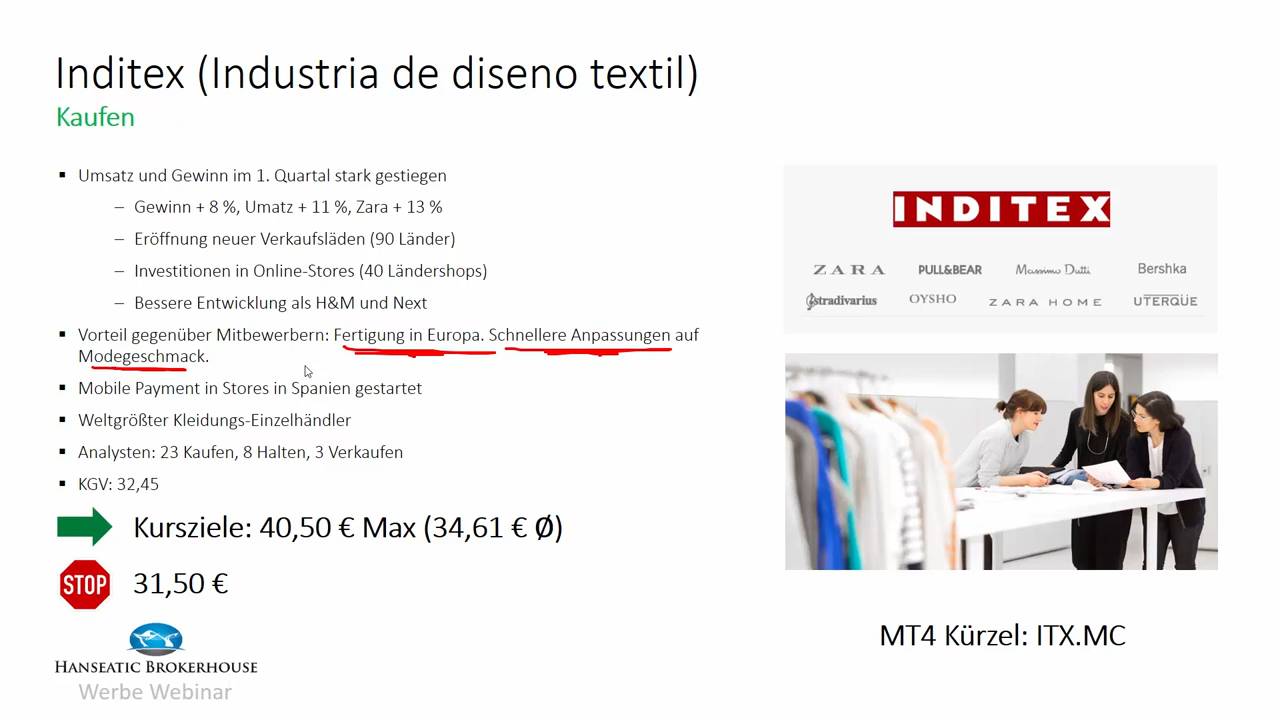 Inditex (Industria de diseno textil)
Kaufen
▪ Umsatz und Gewinn im 1. Quartal stark gestiegen
– Gewinn + 8 %, Umatz + 11 %, Zara + 13 %
– Eröffnung neuer Verkaufsläden (90 Länder)
– Investitionen in Online-Stores (40 Ländershops)
– Bessere Entwicklung als H&M und Next
▪ Vorteil gegenüber Mitbewerbern: Fertigung in Europa. Schnellere Anpassungen auf
Modegeschmack.
▪ Mobile Payment in Stores in Spanien gestartet
▪ Weltgrößter Kleidungs-Einzelhändler
▪ Analysten: 23 Kaufen, 8 Halten, 3 Verkaufen
▪ KGV: 32,45
Kursziele: 40,50 € Max (34,61 € Ø)
STOP
31,50 €
HANSEATIC BROKERHOUSE
Werbe Webinar
INDITEX
ZARA PULL&BEAR Massimo Dutti Bershka
Stradivarius OYSHO ZARA HOME UTERQÜE
MT4 Kürzel: ITX.MC